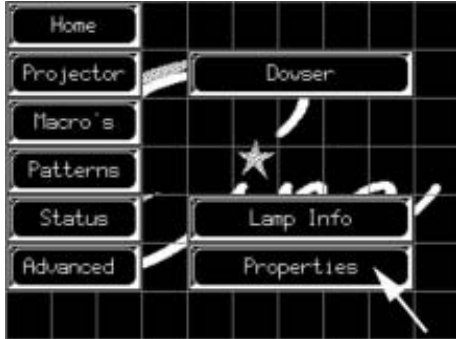 Home
Projector
Dowser
Macro's
Patterns
Status
Lamp Info
Advanced
Properties